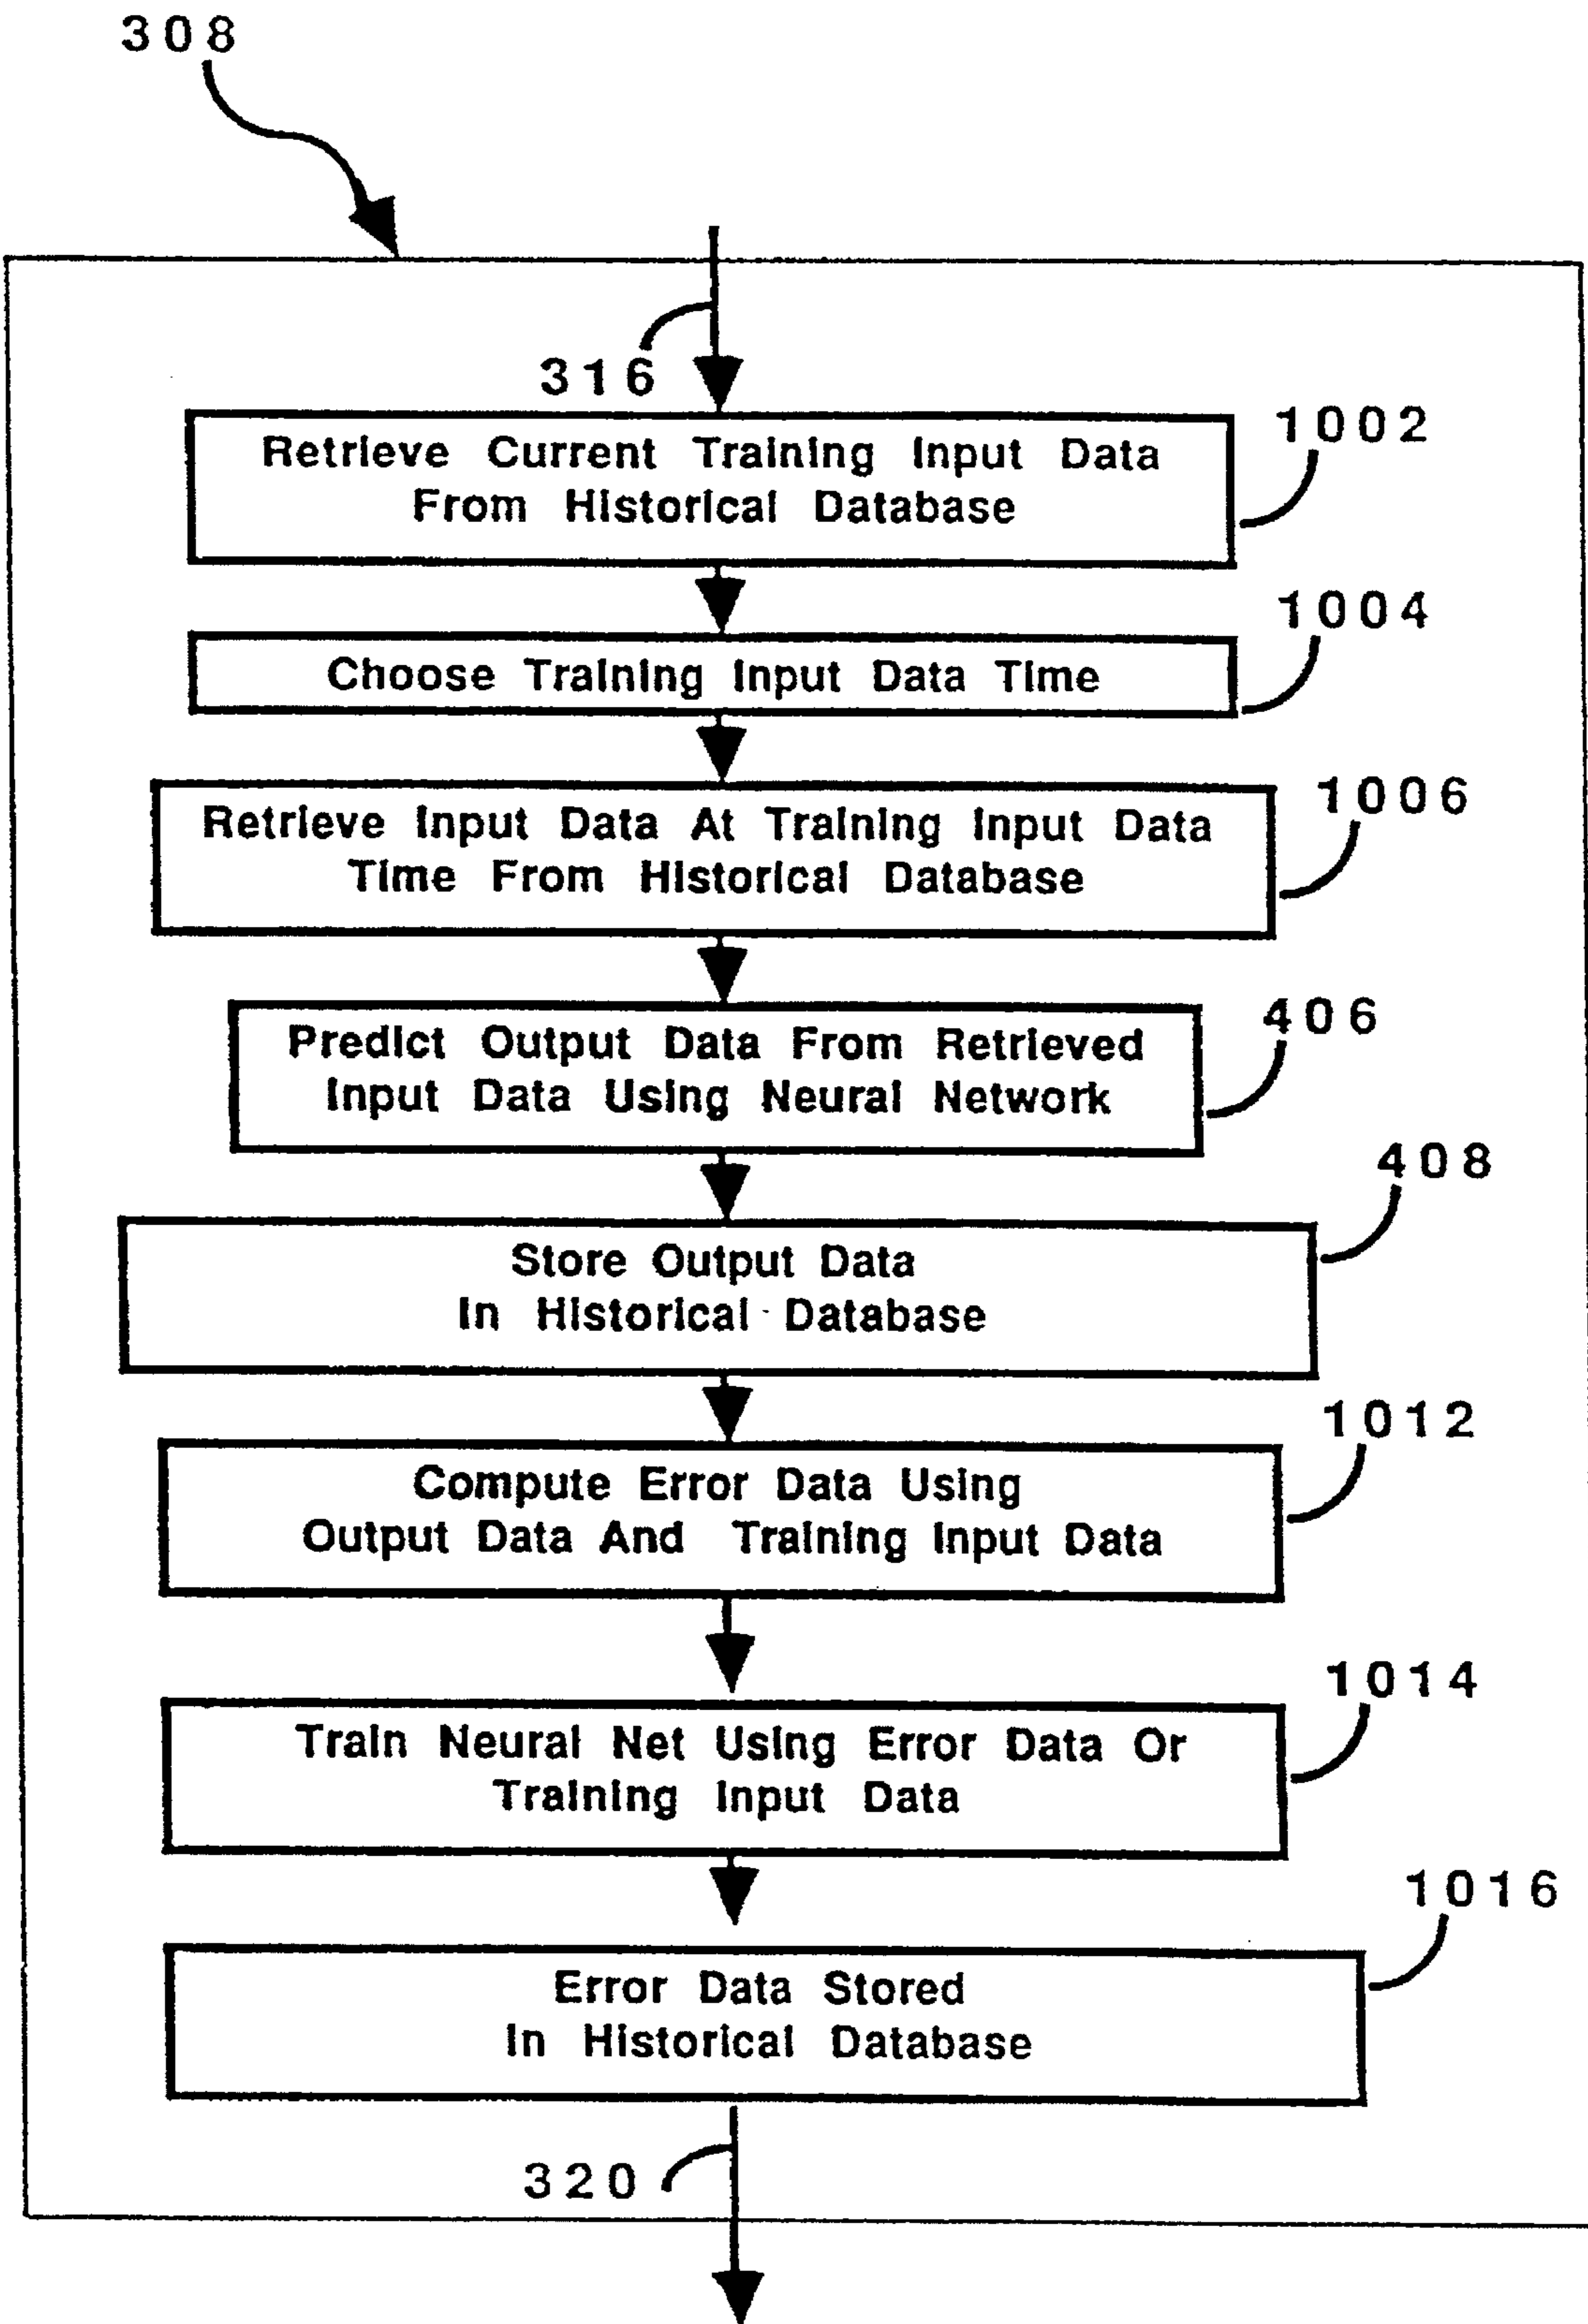 308
316
Retrieve Current Training Input Data
From Historical Database
1002
Choose Training Input Data Time
1004
Retrieve Input Data At Training Input Data
Time From Historical Database
1006
Predict Output Data From Retrieved
Input Data Using Neural Network
406
Store Output Data
In Historical Database
408
Compute Error Data Using
Output Data And Training Input Data
1012
Train Neural Net Using Error Data Or
Training Input Data
1014
Error Data Stored
In Historical Database
1016
320